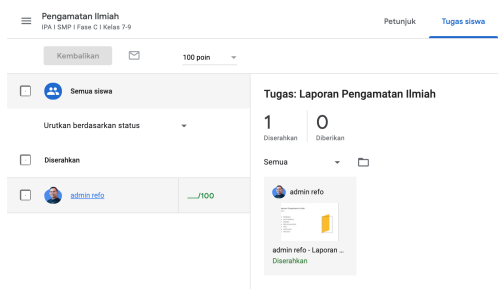 Pengamatan Ilmiah
IPA I SMP I Fase C I Kelas 7-9
Petunjuk
Tugas siswa
Kembalikan
100 poin
Semua siswa
Urutkan berdasarkan status
Diserahkan
admin refo
__/100
Tugas: Laporan Pengamatan Ilmiah
1
Diserahkan
0
Diberikan
Semua
admin refo
admin refo - Laporan ...
Diserahkan